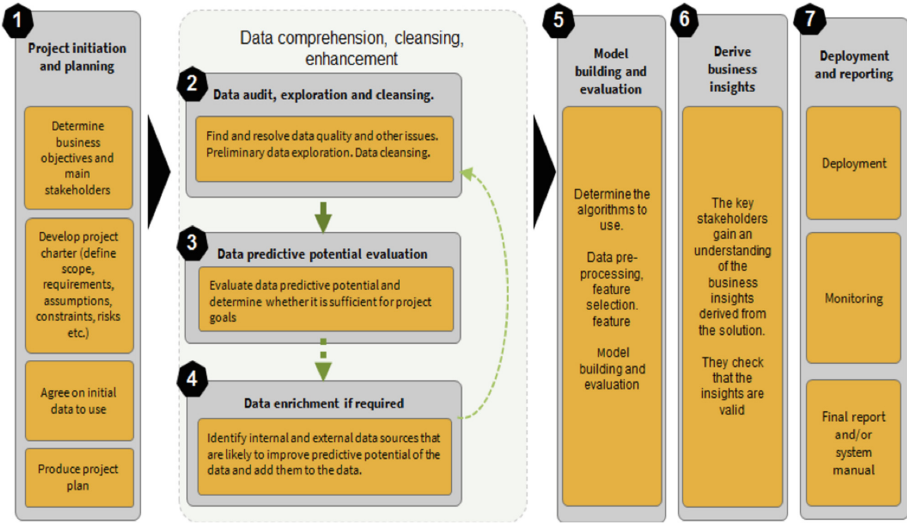 1
Project initiation
and planning
Determine
business
objectives and
main
stakeholders
Develop project
charter (define
scope,
requirements,
assumptions,
constraints, risks
etc.)
Agree on initial
data to use
Produce project
plan
Data comprehension, cleansing,
enhancement
2
Data audit, exploration and cleansing.
Find and resolve data quality and other issues.
Preliminary data exploration. Data cleansing.
3
Data predictive potential evaluation
Evaluate data predictive potential and
determine whether it is sufficient for project
goals
4
Data enrichment if required
Identify internal and external data sources that
are likely to improve predictive potential of the
data and add them to the data.
5
Model
building and
evaluation
Determine the
algorithms to
use.
Data pre-
processing,
feature
selection.
feature
Model
building and
evaluation
6
Derive
business
insights
The key
stakeholders
gain an
understanding
of the
business
insights
derived from
the solution.
They check
that the
insights are
valid
7
Deployment
and reporting
Deployment
Monitoring
Final report
and/or
system
manual